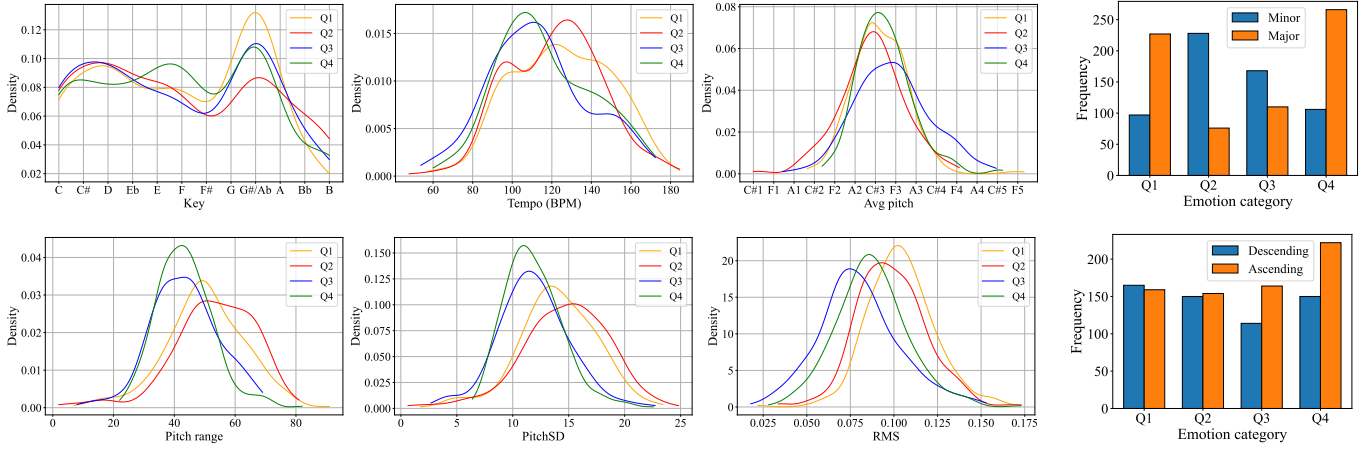 Density
0.12
0.10
0.08
0.06
0.04
0.02
Q1
Q2
Q3
Q4
C C# D Eb E F F# G G#/Ab A Bb B
Key
Density
0.015
0.010
0.005
0.000
Q1
Q2
Q3
Q4
60 80 100 120 140 160 180
Tempo (BPM)
Density
0.08
0.06
0.04
0.02
0.00
Q1
Q2
Q3
Q4
C#1 F1 A1 C#2 F2 A2 C#3 F3 A3 C#4 F4 A4 C#5 F5
Avg pitch
Frequency
250
200
150
100
50
0
Minor
Major
Q1 Q2 Q3 Q4
Emotion category
Density
0.04
0.03
0.02
0.01
0.00
Q1
Q2
Q3
Q4
0 20 40 60 80
Pitch range
Density
0.150
0.125
0.100
0.075
0.050
0.025
0.000
Q1
Q2
Q3
Q4
0 5 10 15 20 25
PitchSD
Density
20
15
10
5
0
Q1
Q2
Q3
Q4
0.025 0.050 0.075 0.100 0.125 0.150 0.175
RMS
Frequency
200
150
100
50
0
Descending
Ascending
Q1 Q2 Q3 Q4
Emotion category